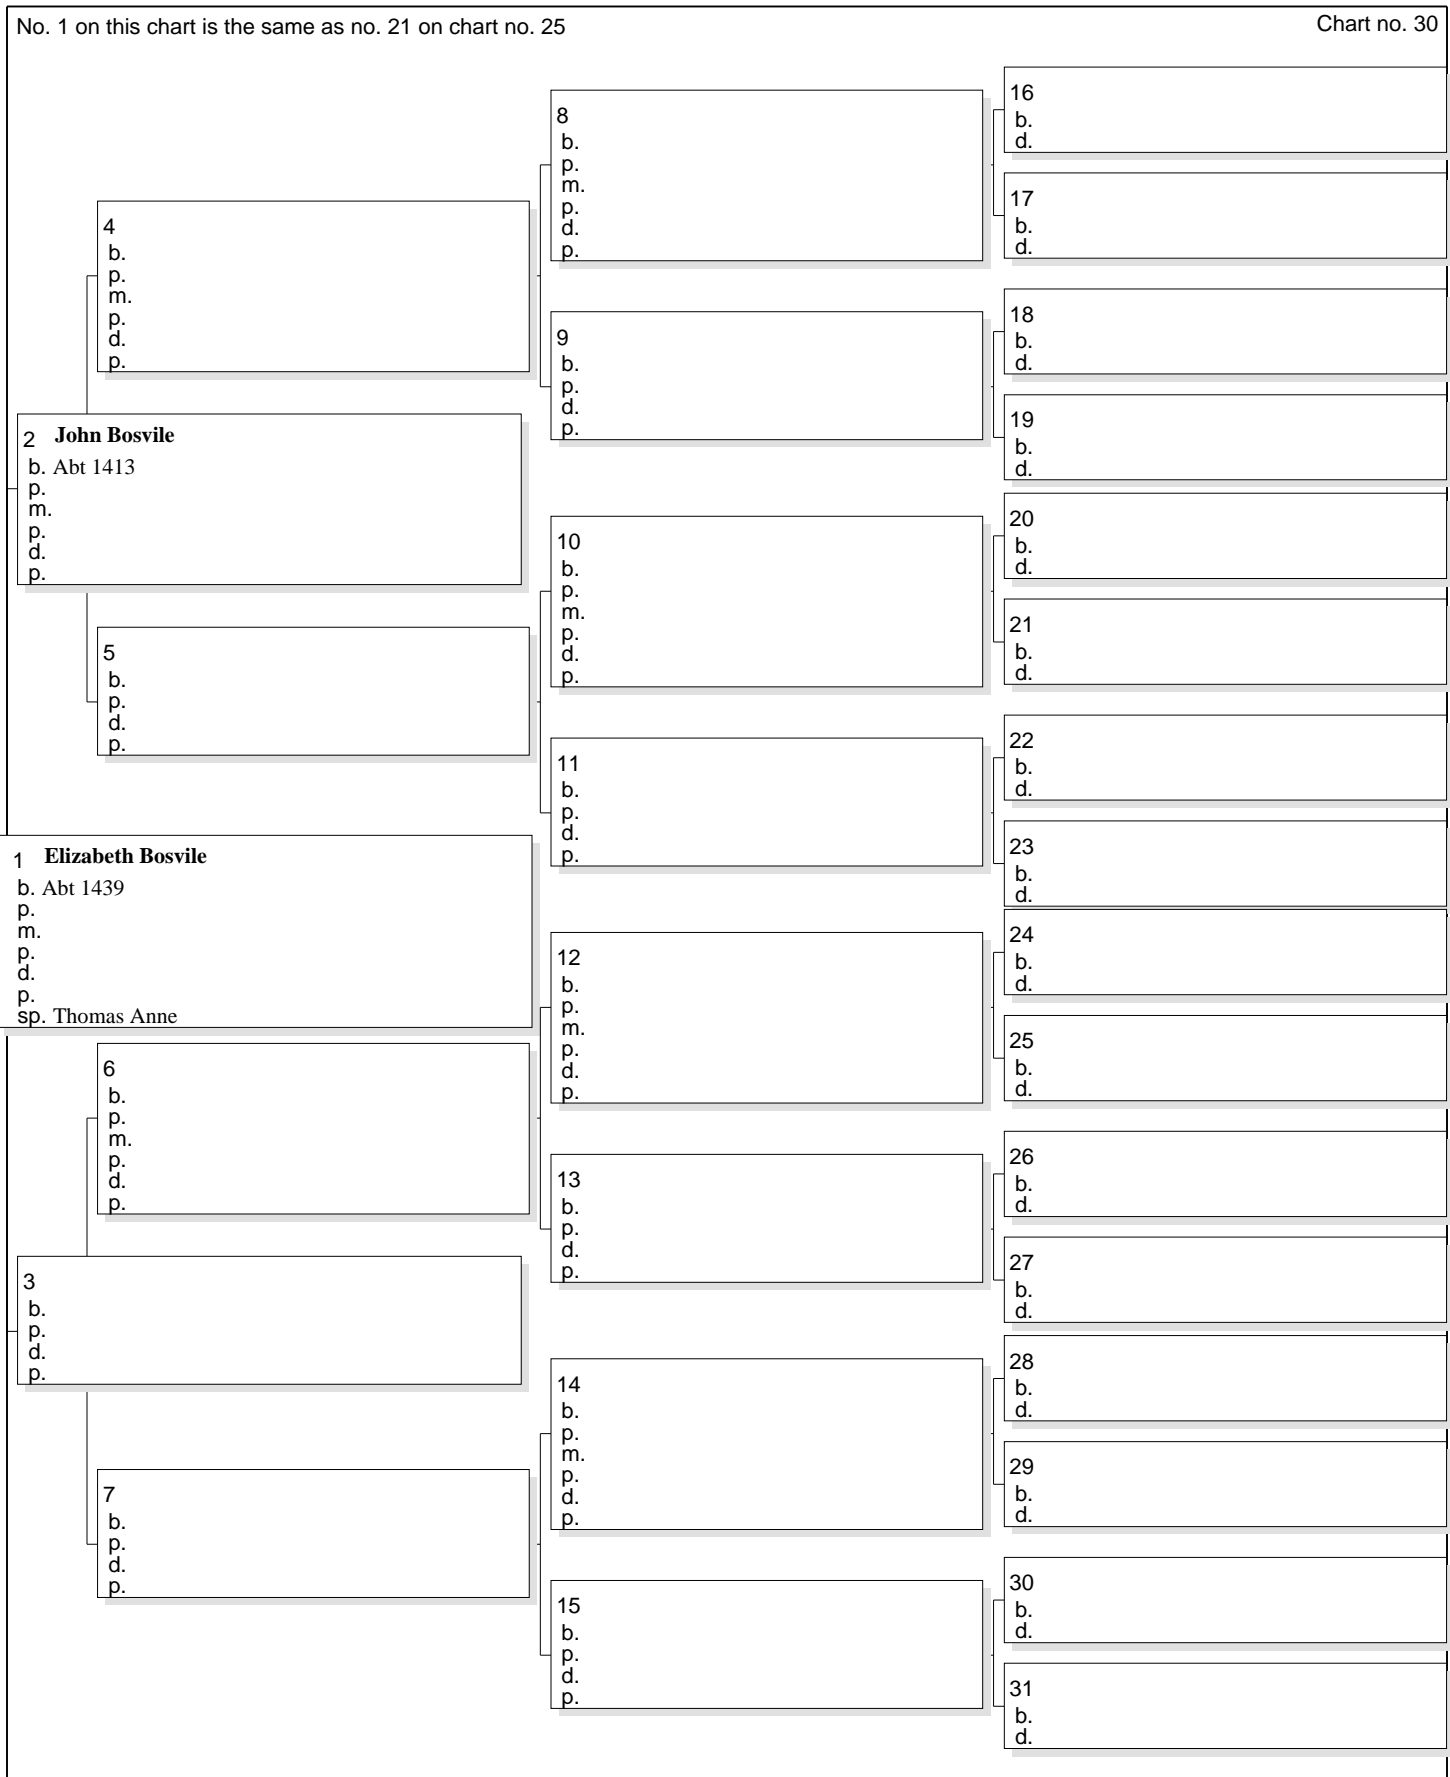 No. 1 on this chart is the same as no. 21 on chart no. 25
Chart no. 30
16
b.
d.
8
b.
p.
m.
p.
d.
p.
17
b.
d.
4
b.
p.
m.
p.
d.
p.
18
b.
d.
9
b.
p.
d.
p.
19
b.
d.
2 John Bosvile
b. Abt 1413
p.
m.
p.
d.
p.
20
b.
d.
10
b.
p.
m.
p.
d.
p.
21
b.
d.
5
b.
p.
d.
p.
22
b.
d.
11
b.
p.
d.
p.
23
b.
d.
1 Elizabeth Bosvile
b. Abt 1439
p.
m.
p.
d.
p.
sp. Thomas Anne
24
b.
d.
12
b.
p.
m.
p.
d.
p.
25
b.
d.
6
b.
p.
m.
p.
d.
p.
26
b.
d.
13
b.
p.
d.
p.
27
b.
d.
3
b.
p.
d.
p.
28
b.
d.
14
b.
p.
m.
p.
d.
p.
29
b.
d.
7
b.
p.
d.
p.
30
b.
d.
15
b.
p.
d.
p.
31
b.
d.